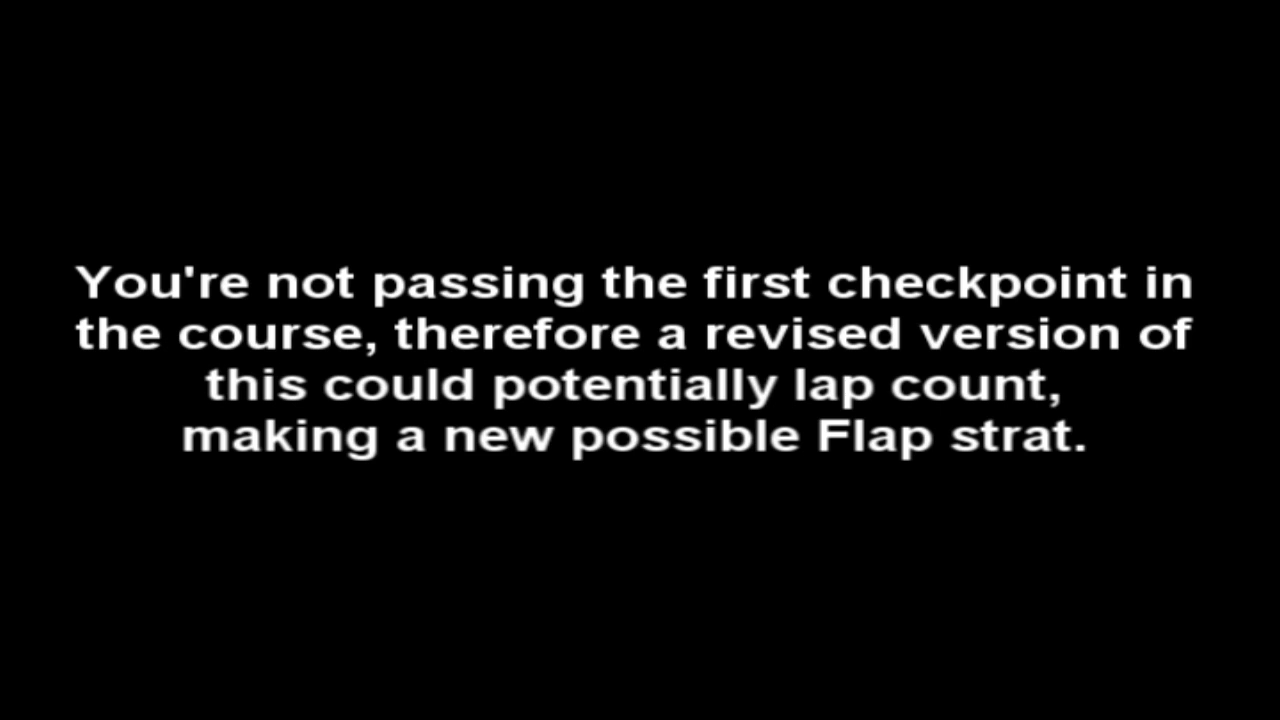 You're not passing the first checkpoint in
the course, therefore a revised version of
this could potentially lap count,
making a new possible Flap strat.